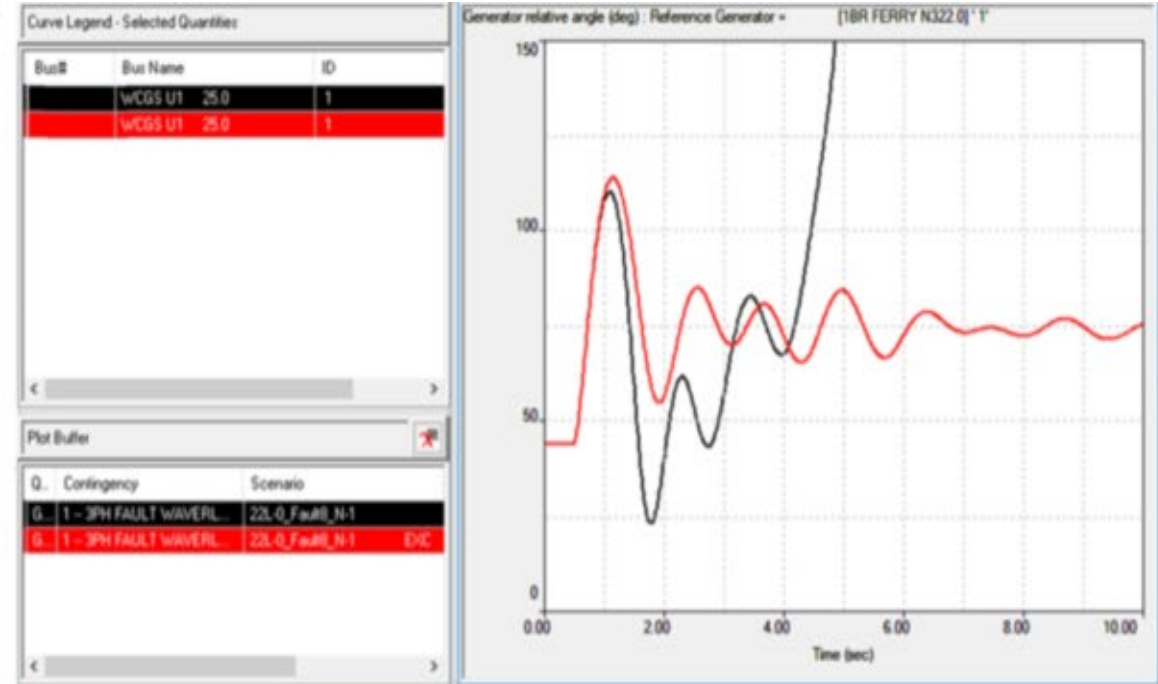 Curve Legend - Selected Quantities
Bus# Bus Name ID
WCGS U1 25.0 1
WCGS U1 25.0 1
Plot Buffer
Q.. Contingency Scenario
G... 1 -- 3PH FAULT WAVERL... 22L-0_Fault8_N-1
G... 1 -- 3PH FAULT WAVERL... 22L-0_Fault8_N-1 EXC
Generator relative angle (deg) : Reference Generator = [1BR FERRY N322.0] ' 1'
150
100
50
0
0.00 2.00 4.00 6.00 8.00 10.00
Time (sec)